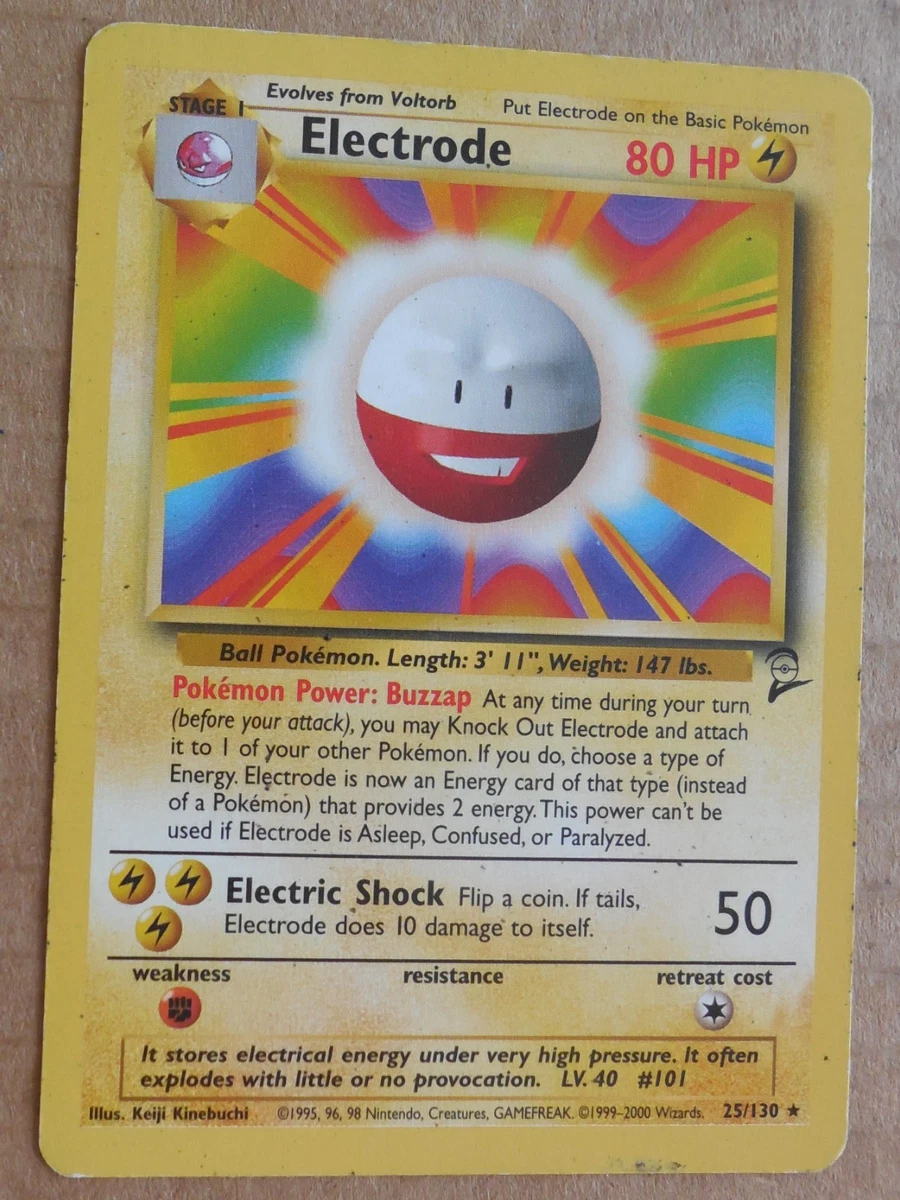 STAGE 1
Evolves from Voltorb
Put Electrode on the Basic Pokémon
Electrode
80 HP
Ball Pokémon. Length: 3' 11", Weight: 147 lbs.
Pokémon Power: Buzzap At any time during your turn
(before your attack), you may Knock Out Electrode and attach
it to 1 of your other Pokémon. If you do, choose a type of
Energy. Electrode is now an Energy card of that type (instead
of a Pokémon) that provides 2 energy. This power can't be
used if Electrode is Asleep, Confused, or Paralyzed.
Electric Shock Flip a coin. If tails,
Electrode does 10 damage to itself.
50
weakness resistance retreat cost
It stores electrical energy under very high pressure. It often
explodes with little or no provocation. LV. 40 #101
Illus. Keiji Kinebuchi ©1995, 96, 98 Nintendo, Creatures, GAMEFREAK. ©1999–2000 Wizards. 25/130 ★